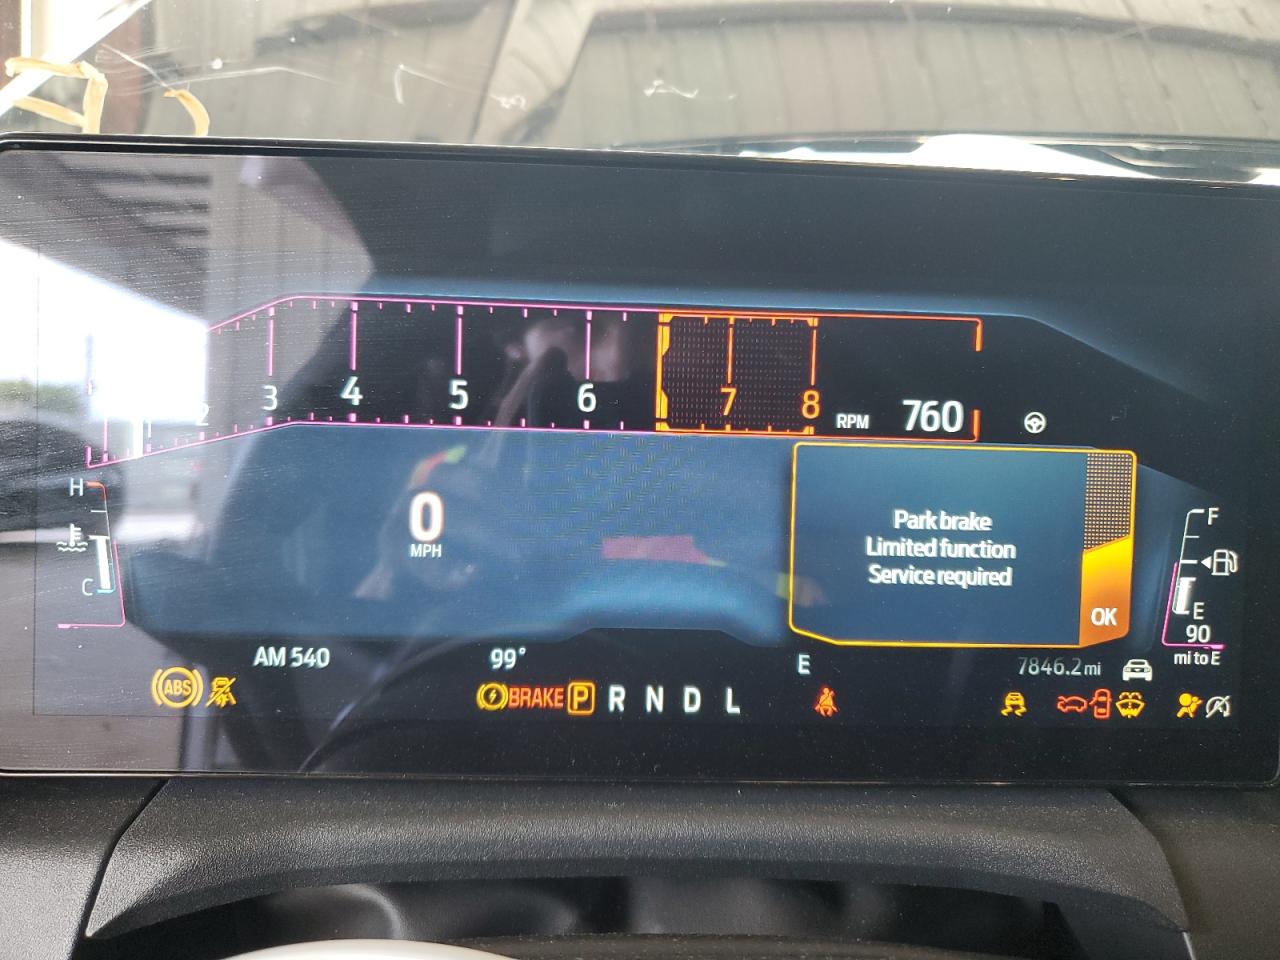 2 3 4 5 6 7 8 RPM 760
H
F
0
MPH
Park brake
Limited function
Service required
OK
C
E
90
mi to E
AM 540 99° E 7846.2 mi
ABS BRAKE P R N D L